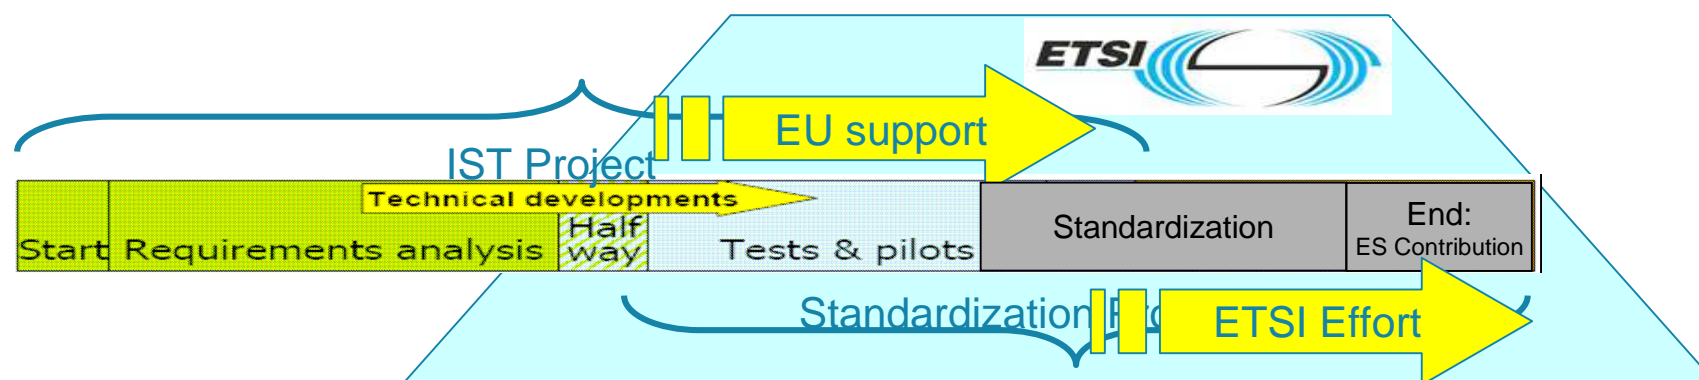 ETSI
EU support
IST Project
Technical developments
Start
Requirements analysis
Half
way
Tests & pilots
Standardization
End:
ES Contribution
Standardization
ETSI Effort